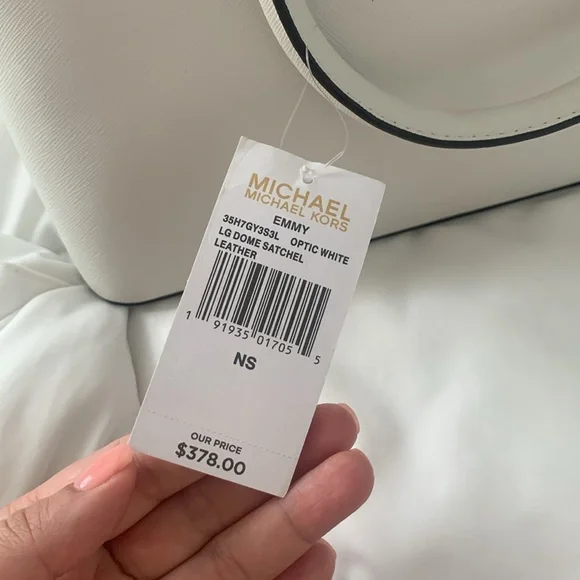 MICHAEL
MICHAEL KORS
EMMY
35H7GY3S3L OPTIC WHITE
LG DOME SATCHEL
LEATHER
1 91935 01705 5
NS
OUR PRICE
$378.00